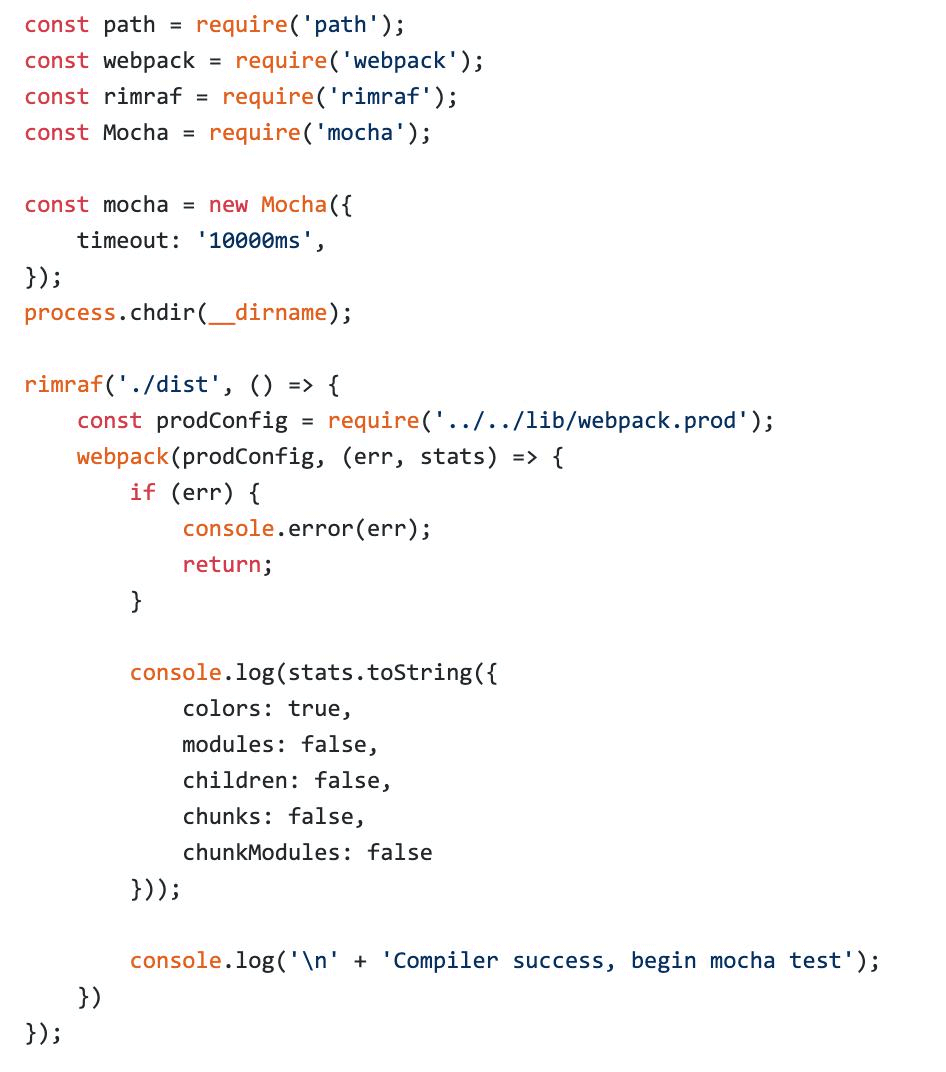 const path = require('path');
const webpack = require('webpack');
const rimraf = require('rimraf');
const Mocha = require('mocha');

const mocha = new Mocha({
    timeout: '10000ms',
});
process.chdir(__dirname);

rimraf('./dist', () => {
    const prodConfig = require('../../lib/webpack.prod');
    webpack(prodConfig, (err, stats) => {
        if (err) {
            console.error(err);
            return;
        }

        console.log(stats.toString({
            colors: true,
            modules: false,
            children: false,
            chunks: false,
            chunkModules: false
        }));

        console.log('\n' + 'Compiler success, begin mocha test');
    })
});